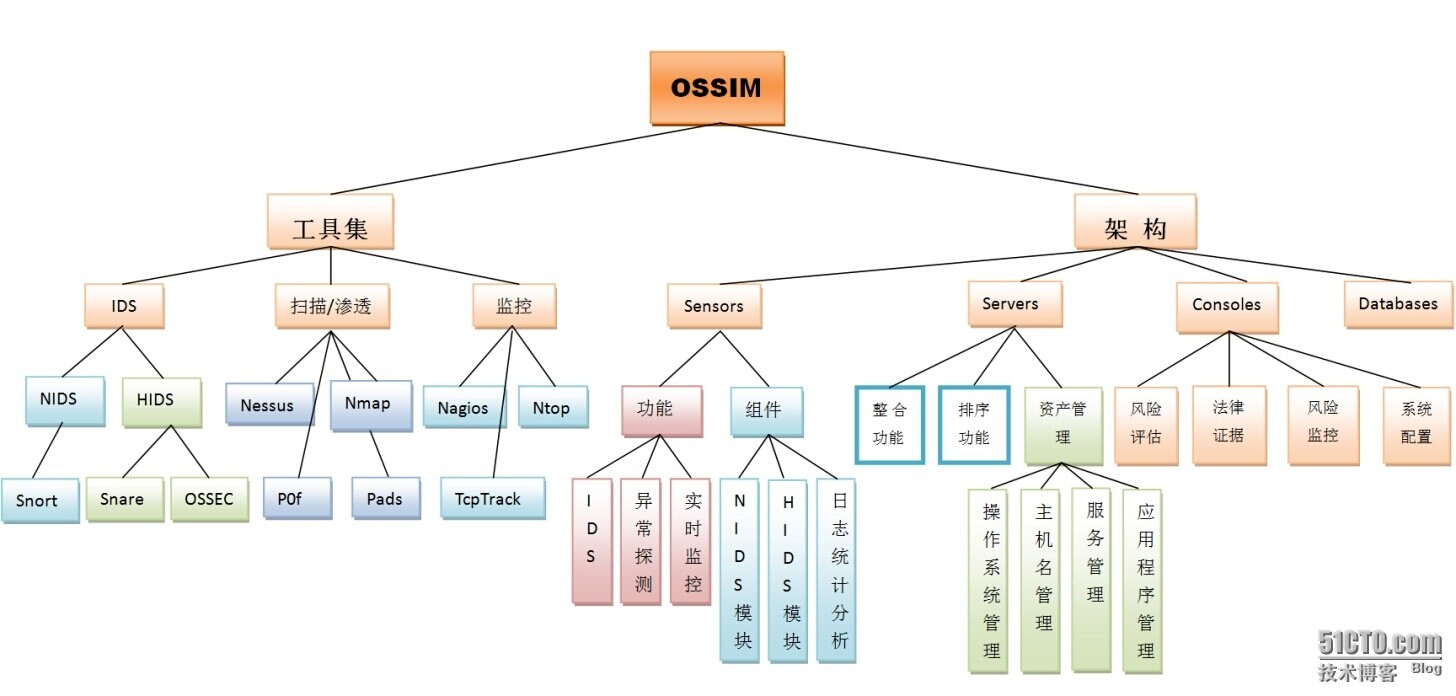 OSSIM
工具集
架 构
IDS
扫描/渗透
监控
Sensors
Servers
Consoles
Databases
NIDS
HIDS
Nessus
Nmap
Nagios
Ntop
功能
组件
整 合
功能
排序
功能
资产管
理
风险
评估
法律
证据
风险
监控
系统
配置
Snort
Snare
OSSEC
P0f
Pads
TcpTrack
IDS
异常探测
实时监控
NIDS模块
HIDS模块
日志统计分析
操作系统管理
主机名管理
服务管理
应用程序管理
51CTO.com
技术博客 Blog